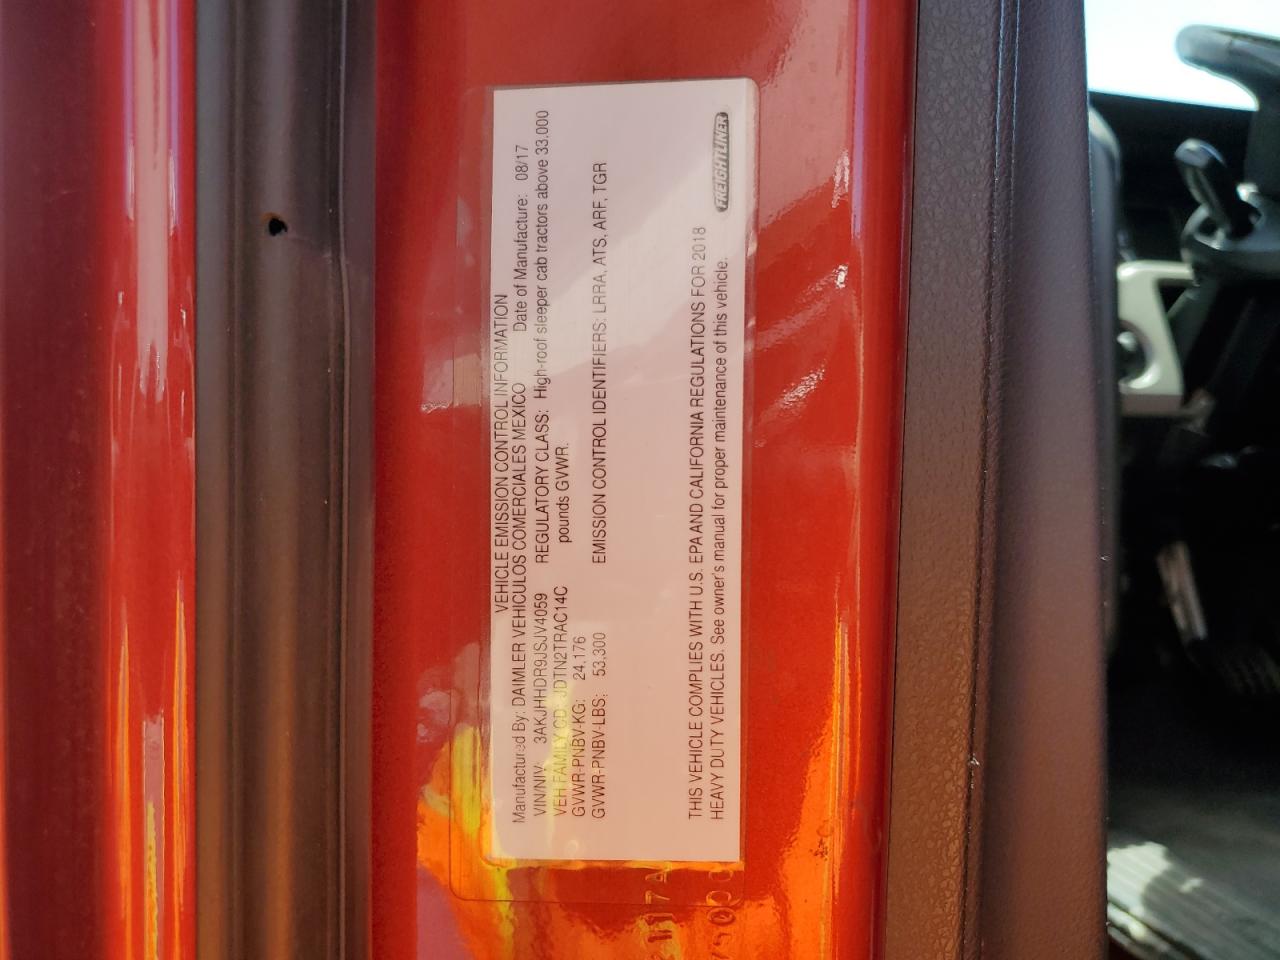 VEHICLE EMISSION CONTROL INFORMATION
Manufactured By: DAIMLER VEHICULOS COMERCIALES MEXICO Date of Manufacture: 08/17
VIN/NIV: 3AKJHHDR9JSJV4059 REGULATORY CLASS: High-roof sleeper cab tractors above 33,000
VEH FAMILY CD: JDTN2TRAC14C pounds GVWR.
GVWR-PNBV-KG: 24,176
GVWR-PNBV-LBS: 53,300 EMISSION CONTROL IDENTIFIERS: LRRA, ATS, ARF, TGR
THIS VEHICLE COMPLIES WITH U.S. EPA AND CALIFORNIA REGULATIONS FOR 2018
HEAVY DUTY VEHICLES. See owner's manual for proper maintenance of this vehicle.
FREIGHTLINER